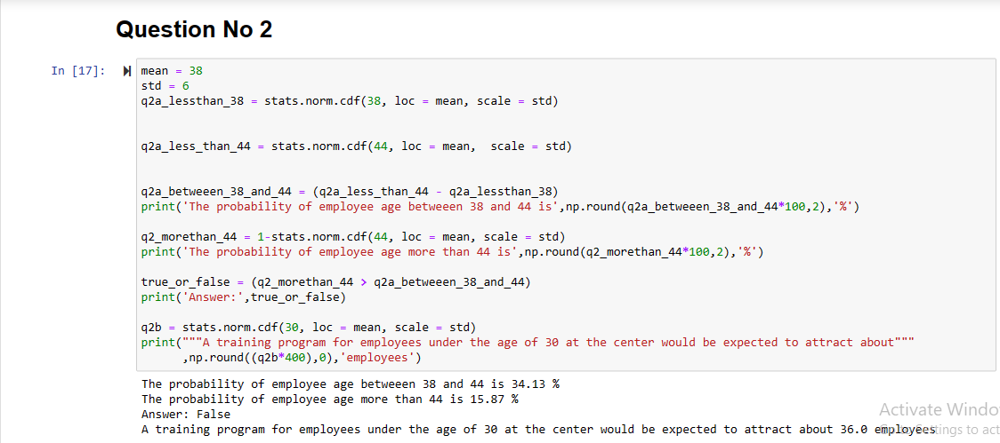 Question No 2
In [17]:
mean = 38
std = 6
q2a_lessthan_38 = stats.norm.cdf(38, loc = mean, scale = std)
q2a_less_than_44 = stats.norm.cdf(44, loc = mean,  scale = std)
q2a_betweeen_38_and_44 = (q2a_less_than_44 - q2a_lessthan_38)
print('The probability of employee age betweeen 38 and 44 is',np.round(q2a_betweeen_38_and_44*100,2),'%')
q2_morethan_44 = 1-stats.norm.cdf(44, loc = mean, scale = std)
print('The probability of employee age more than 44 is',np.round(q2_morethan_44*100,2),'%')
true_or_false = (q2_morethan_44 > q2a_betweeen_38_and_44)
print('Answer:',true_or_false)
q2b = stats.norm.cdf(30, loc = mean, scale = std)
print("""A training program for employees under the age of 30 at the center would be expected to attract about"""
,np.round((q2b*400),0),'employees')
The probability of employee age betweeen 38 and 44 is 34.13 %
The probability of employee age more than 44 is 15.87 %
Answer: False
A training program for employees under the age of 30 at the center would be expected to attract about 36.0 employees
Activate Windo
to Settings to act